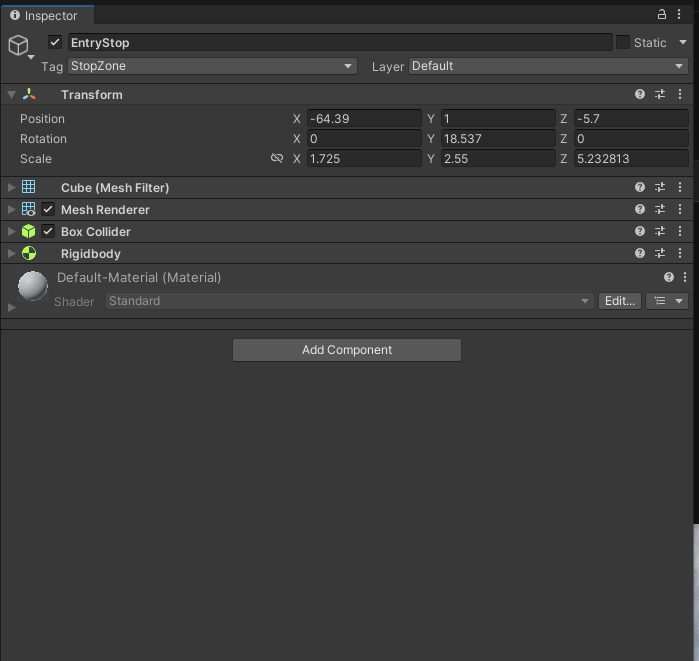 Inspector
EntryStop Static
Tag StopZone Layer Default
Transform
Position X -64.39 Y 1 Z -5.7
Rotation X 0 Y 18.537 Z 0
Scale X 1.725 Y 2.55 Z 5.232813
Cube (Mesh Filter)
Mesh Renderer
Box Collider
Rigidbody
Default-Material (Material)
Shader Standard Edit...
Add Component